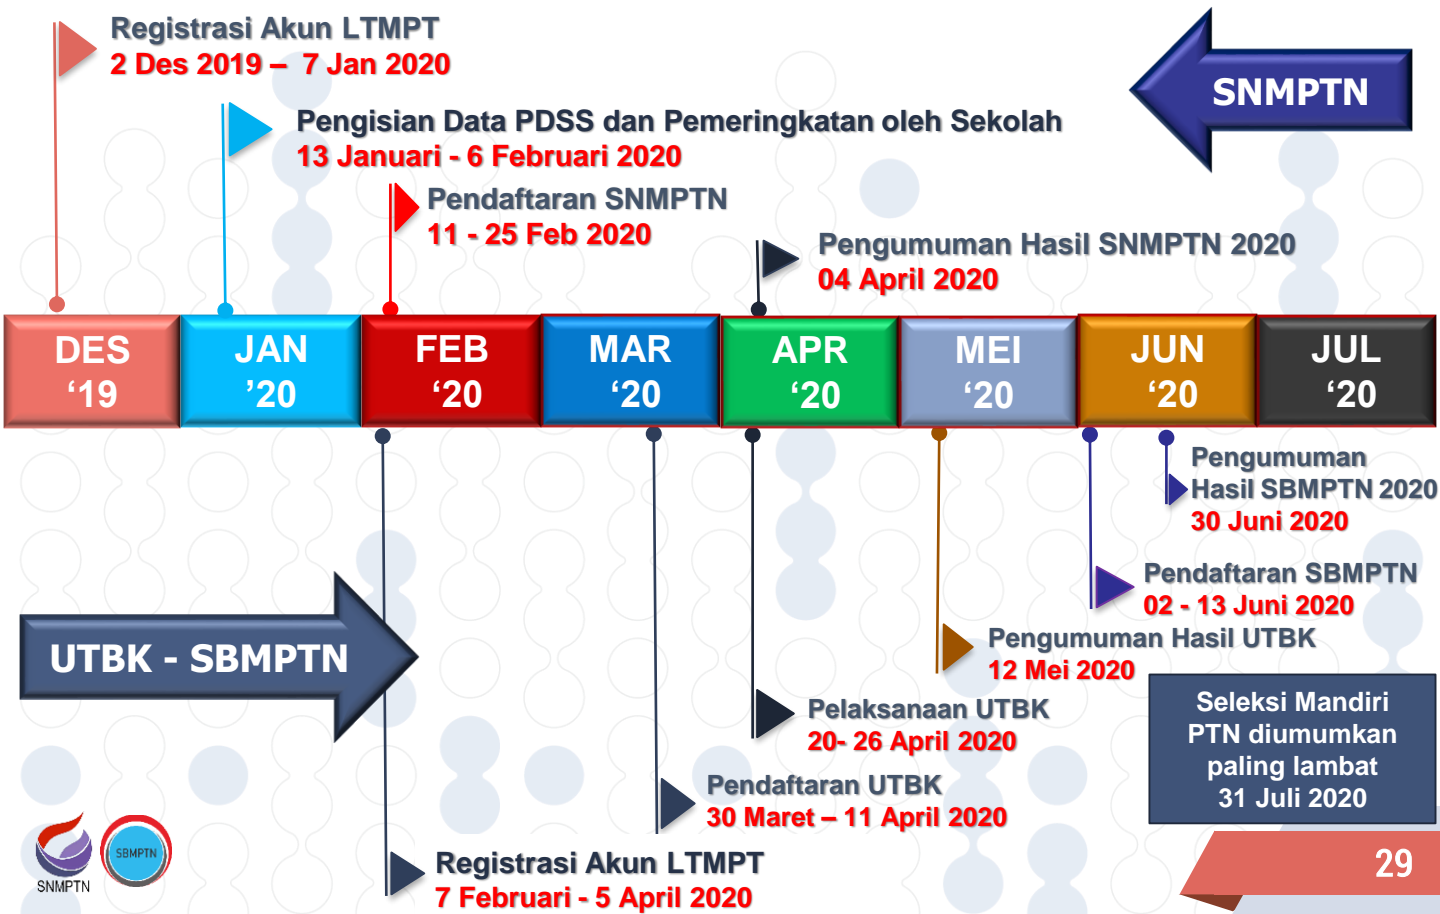 Registrasi Akun LTMPT
2 Des 2019 – 7 Jan 2020
SNMPTN
Pengisian Data PDSS dan Pemeringkatan oleh Sekolah
13 Januari - 6 Februari 2020
Pendaftaran SNMPTN
11 - 25 Feb 2020
Pengumuman Hasil SNMPTN 2020
04 April 2020
DES
‘19
JAN
’20
FEB
‘20
MAR
‘20
APR
‘20
MEI
‘20
JUN
‘20
JUL
‘20
Pengumuman
Hasil SBMPTN 2020
30 Juni 2020
Pendaftaran SBMPTN
02 - 13 Juni 2020
UTBK - SBMPTN
Pengumuman Hasil UTBK
12 Mei 2020
Pelaksanaan UTBK
20- 26 April 2020
Seleksi Mandiri
PTN diumumkan
paling lambat
31 Juli 2020
Pendaftaran UTBK
30 Maret – 11 April 2020
Registrasi Akun LTMPT
7 Februari - 5 April 2020
SNMPTN
SBMPTN
29